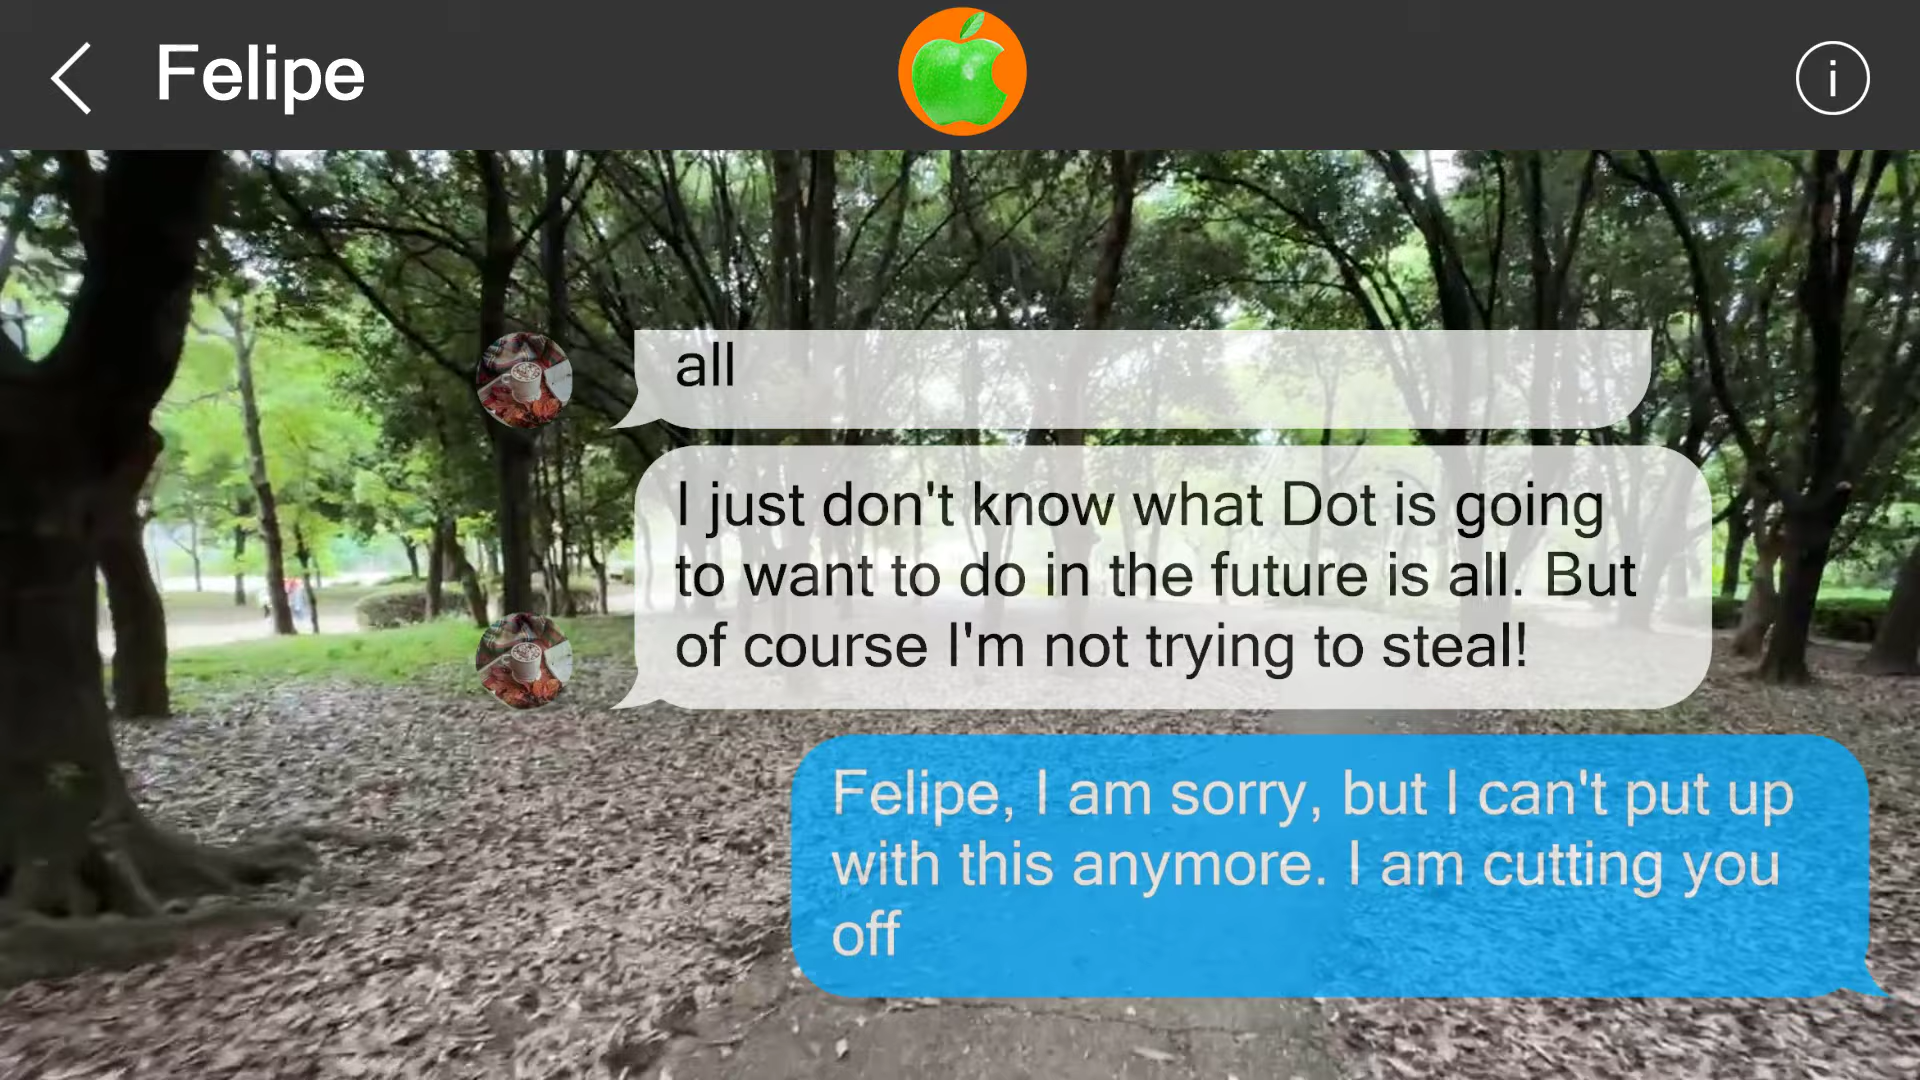 Felipe
i
all
I just don't know what Dot is going
to want to do in the future is all. But
of course I'm not trying to steal!
Felipe, I am sorry, but I can't put up
with this anymore. I am cutting you
off